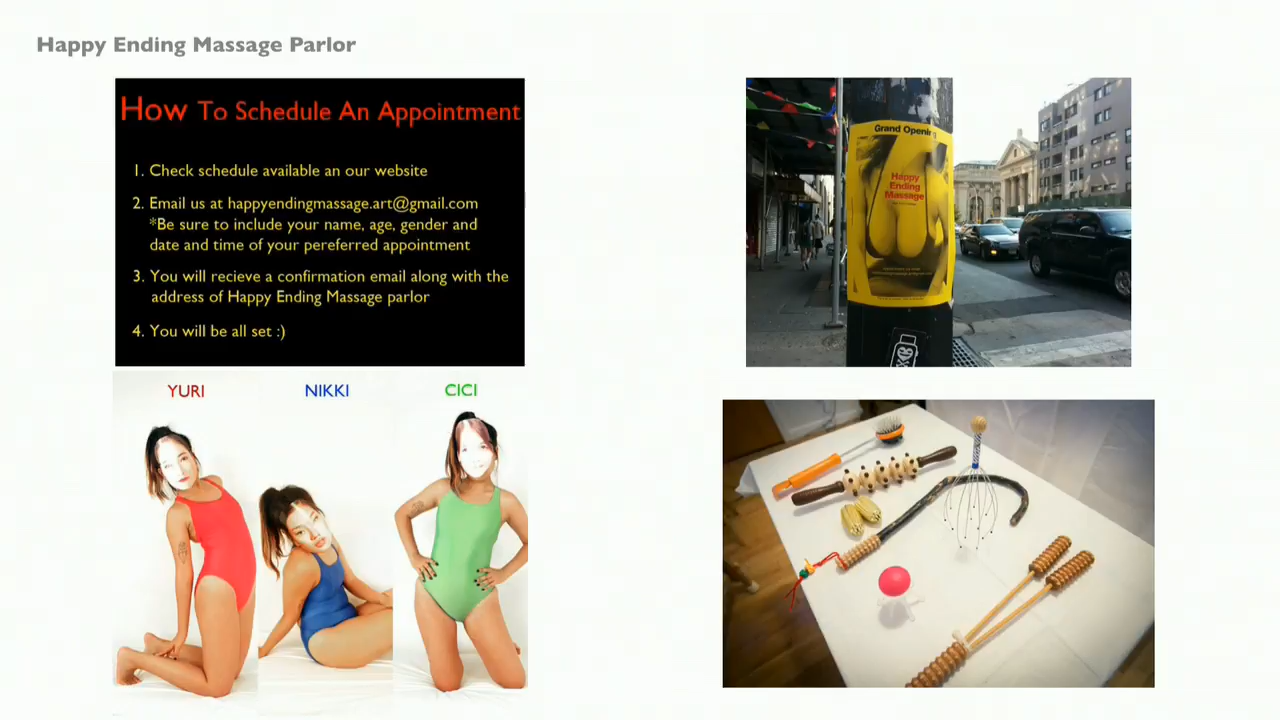 Happy Ending Massage Parlor
How To Schedule An Appointment
1. Check schedule available an our website
2. Email us at happyendingmassage.art@gmail.com
*Be sure to include your name, age, gender and
date and time of your pereferred appointment
3. You will recieve a confirmation email along with the
address of Happy Ending Massage parlor
4. You will be all set :)
Grand Opening
Happy
Ending
Massage
YURI
NIKKI
CICI